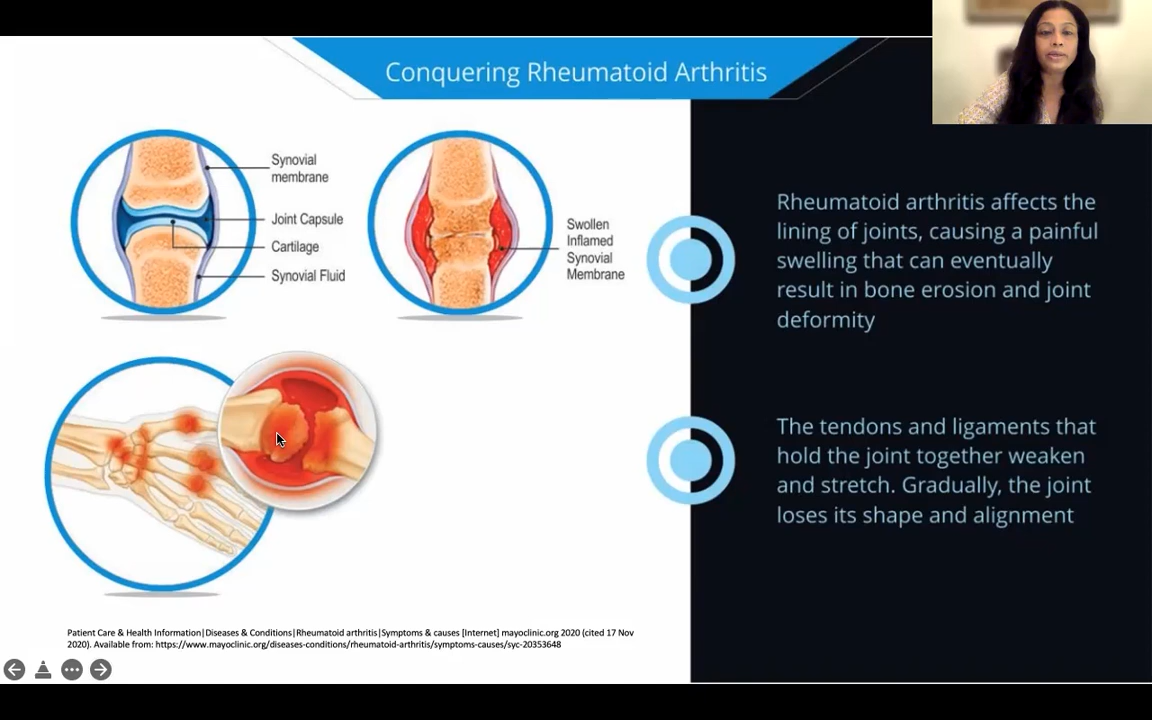 Conquering Rheumatoid Arthritis
Synovial
membrane
Joint Capsule
Cartilage
Synovial Fluid
Swollen
Inflamed
Synovial
Membrane
Rheumatoid arthritis affects the
lining of joints, causing a painful
swelling that can eventually
result in bone erosion and joint
deformity
The tendons and ligaments that
hold the joint together weaken
and stretch. Gradually, the joint
loses its shape and alignment
Patient Care & Health Information|Diseases & Conditions|Rheumatoid arthritis|Symptoms & causes [Internet] mayoclinic.org 2020 (cited 17 Nov
2020). Available from: https://www.mayoclinic.org/diseases-conditions/rheumatoid-arthritis/symptoms-causes/syc-20353648